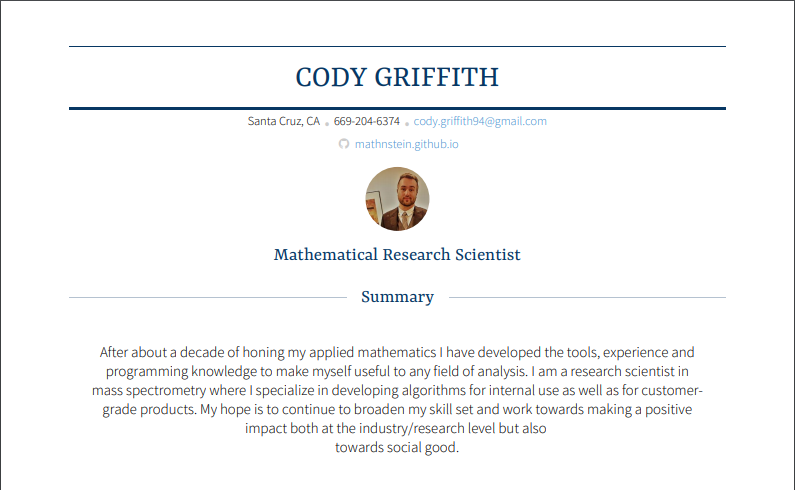 CODY GRIFFITH
Santa Cruz, CA • 669-204-6374 • cody.griffith94@gmail.com
mathnstein.github.io
Mathematical Research Scientist
Summary
After about a decade of honing my applied mathematics I have developed the tools, experience and
programming knowledge to make myself useful to any field of analysis. I am a research scientist in
mass spectrometry where I specialize in developing algorithms for internal use as well as for customer-
grade products. My hope is to continue to broaden my skill set and work towards making a positive
impact both at the industry/research level but also
towards social good.